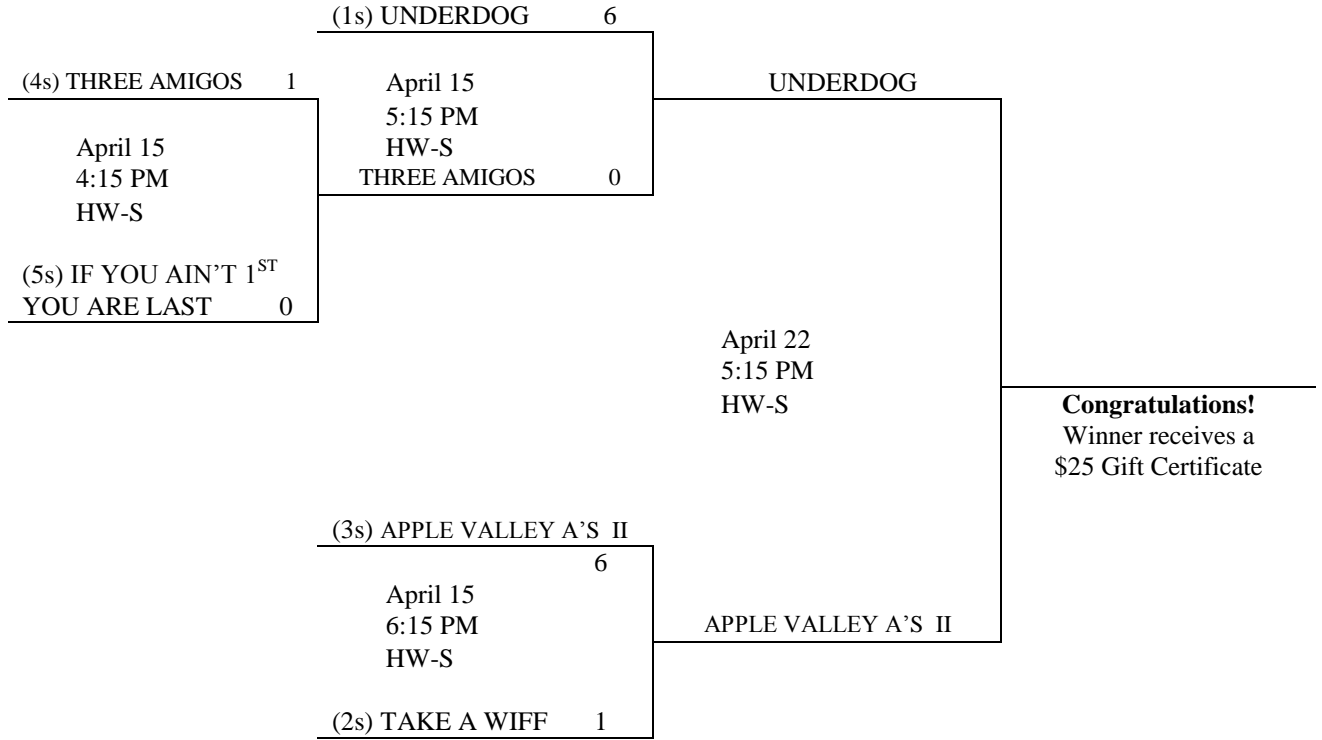 (1s) UNDERDOG 6
(4s) THREE AMIGOS 1
April 15
5:15 PM
HW-S
UNDERDOG
April 15
4:15 PM
HW-S
THREE AMIGOS 0
(5s) IF YOU AIN'T 1ST
YOU ARE LAST 0
April 22
5:15 PM
HW-S
Congratulations!
Winner receives a
$25 Gift Certificate
(3s) APPLE VALLEY A'S II
6
April 15
6:15 PM
HW-S
APPLE VALLEY A'S II
(2s) TAKE A WIFF 1